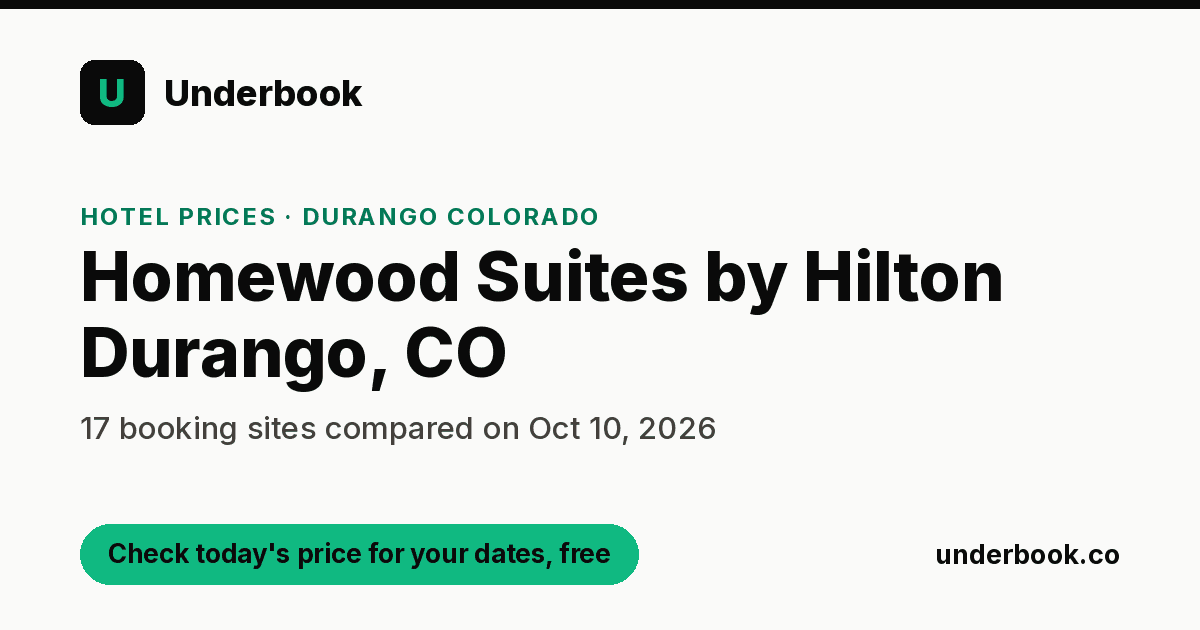 U Underbook
HOTEL PRICES · DURANGO COLORADO
Homewood Suites by Hilton
Durango, CO
17 booking sites compared on Oct 10, 2026
Check today's price for your dates, free
underbook.co